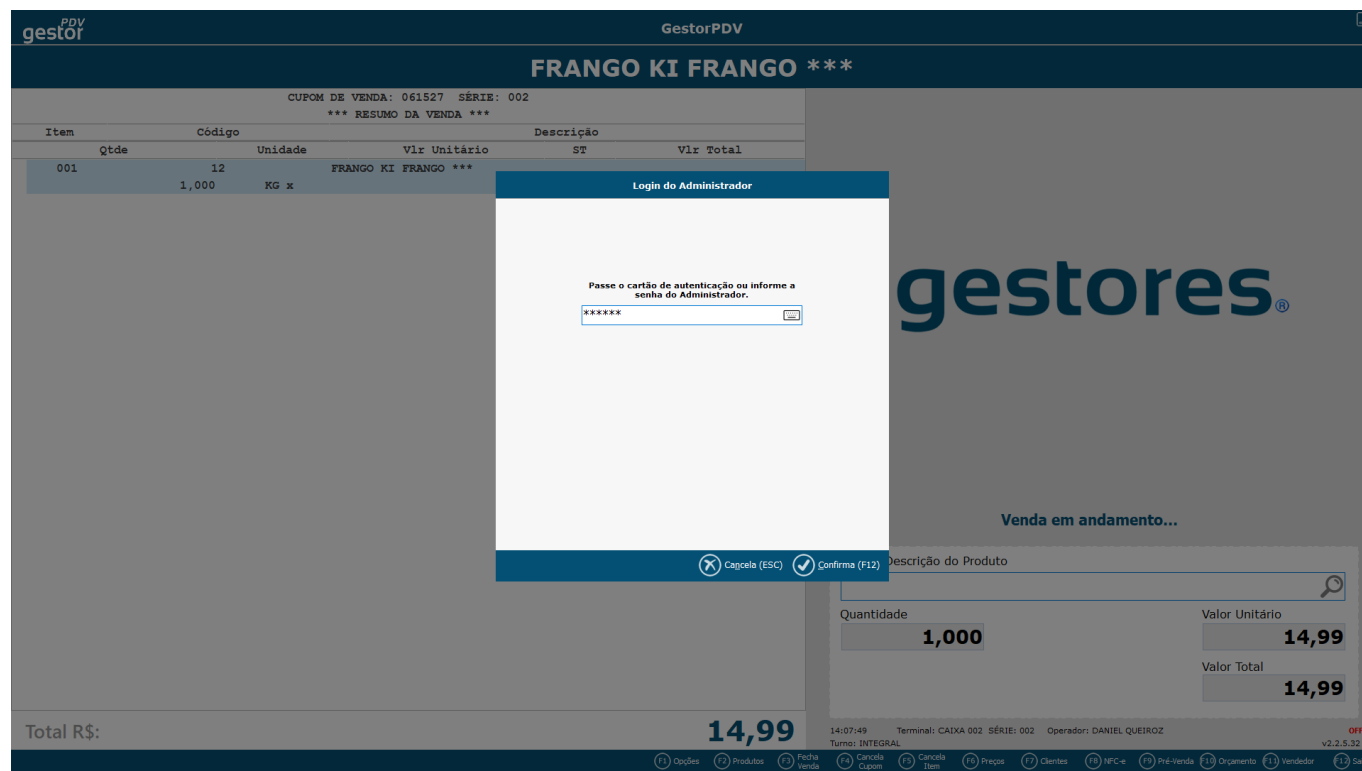 gestor PDV
GestorPDV
FRANGO KI FRANGO ***
CUPOM DE VENDA: 061527 SÉRIE: 002
*** RESUMO DA VENDA ***
Item Código Descrição
Qtde Unidade Vlr Unitário ST Vlr Total
001 12 FRANGO KI FRANGO ***
1,000 KG x
Login do Administrador
Passe o cartão de autenticação ou informe a
senha do Administrador.
******
Cancela (ESC) Confirma (F12)
gestores®
Venda em andamento...
Descrição do Produto
Quantidade Valor Unitário
1,000 14,99
Valor Total
14,99
Total R$: 14,99
14:07:49 Terminal: CAIXA 002 SÉRIE: 002 Operador: DANIEL QUEIROZ
Turno: INTEGRAL v2.2.5.32
F1 Opções F2 Produtos F3 Fecha Venda F4 Cancela Cupom F5 Cancela Item F6 Preços F7 Clientes F8 NFC-e F9 Pré-Venda F10 Orçamento F11 Vendedor F12